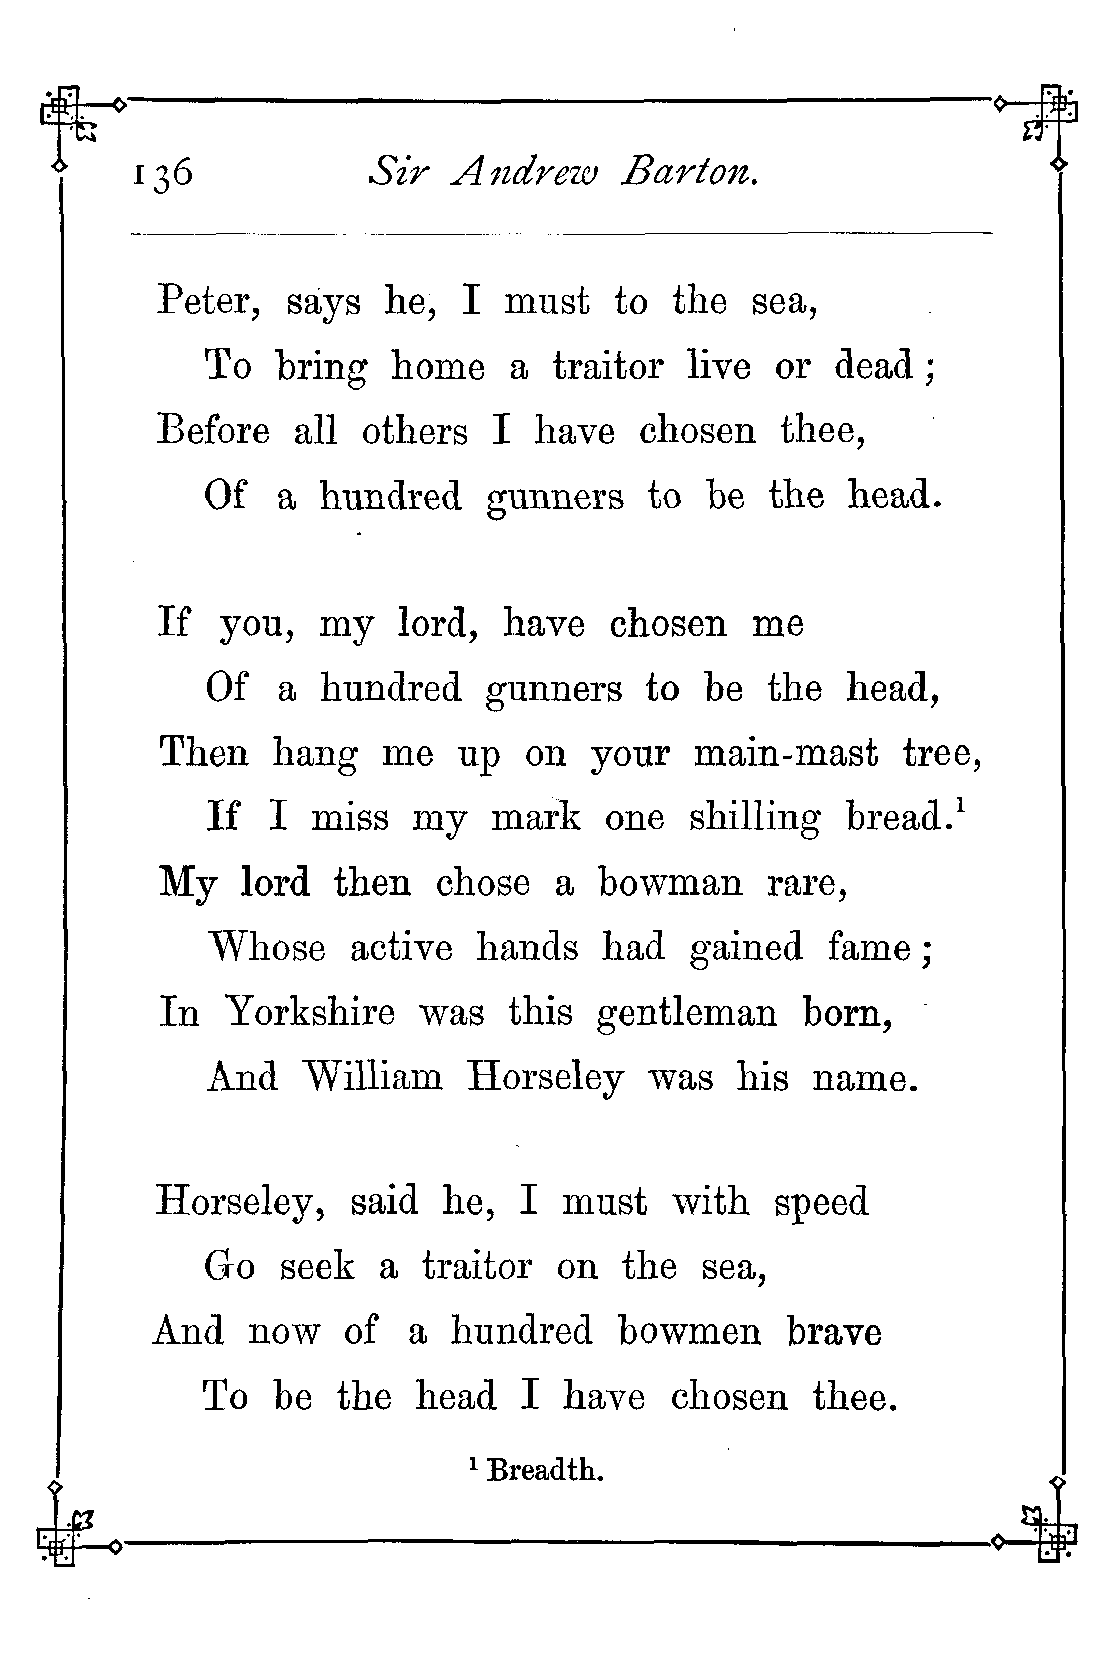 136 Sir Andrew Barton.
Peter, says he, I must to the sea,
To bring home a traitor live or dead ;
Before all others I have chosen thee,
Of a hundred gunners to be the head.
If you, my lord, have chosen me
Of a hundred gunners to be the head,
Then hang me up on your main-mast tree,
If I miss my mark one shilling bread.¹
My lord then chose a bowman rare,
Whose active hands had gained fame ;
In Yorkshire was this gentleman born,
And William Horseley was his name.
Horseley, said he, I must with speed
Go seek a traitor on the sea,
And now of a hundred bowmen brave
To be the head I have chosen thee.
¹ Breadth.